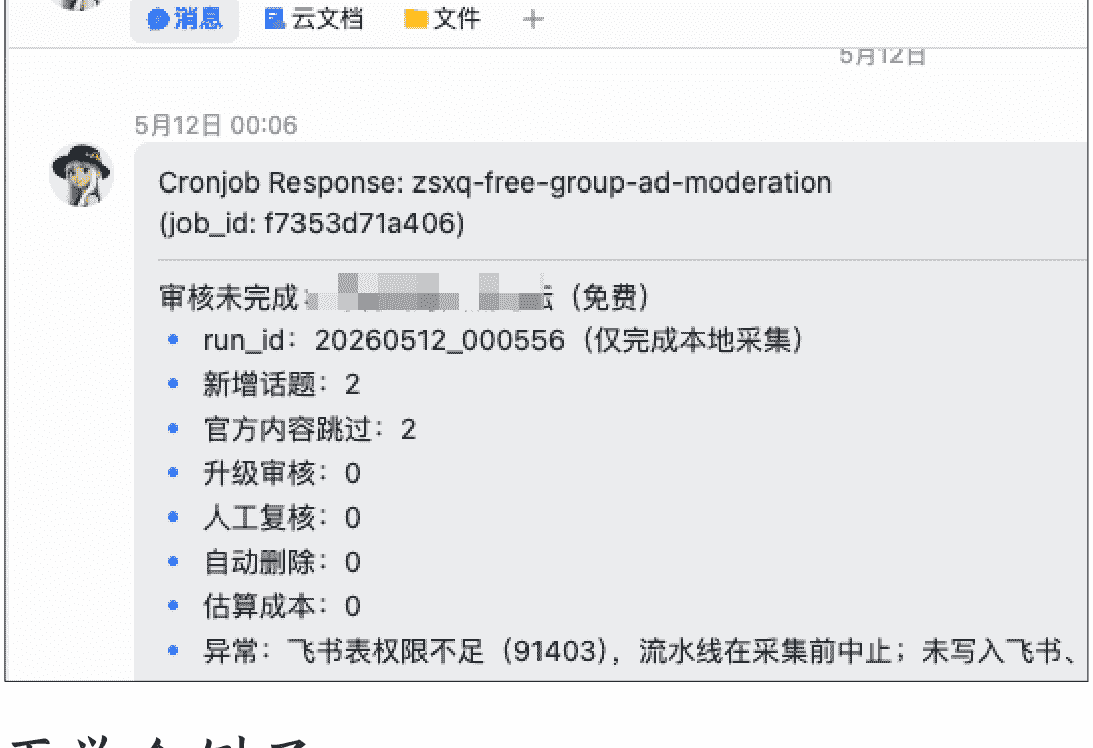 消息 云文档 文件 +
5月12日
5月12日 00:06
Cronjob Response: zsxq-free-group-ad-moderation
(job_id: f7353d71a406)
审核未完成：（免费）
run_id：20260512_000556（仅完成本地采集）
新增话题：2
官方内容跳过：2
升级审核：0
人工复核：0
自动删除：0
估算成本：0
异常：飞书表权限不足（91403），流水线在采集前中止；未写入飞书、